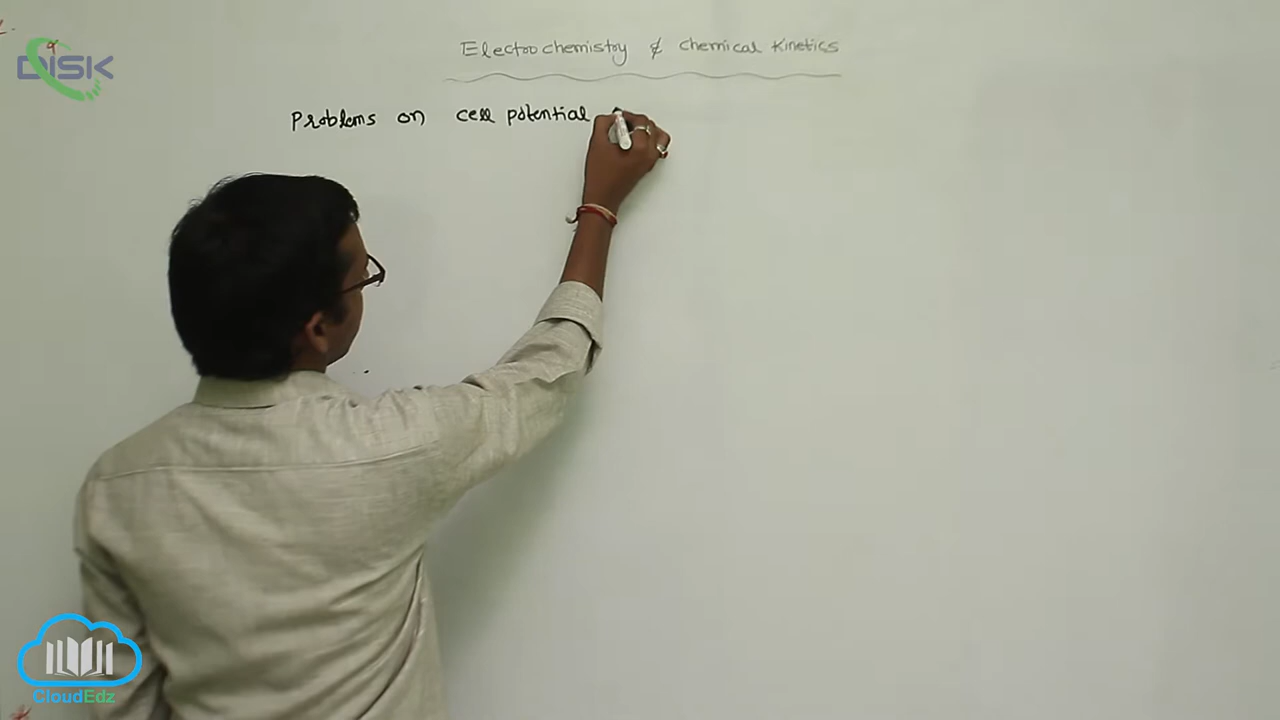 DISK
Electrochemistry & chemical kinetics
Problems on cell potential
CloudEdz